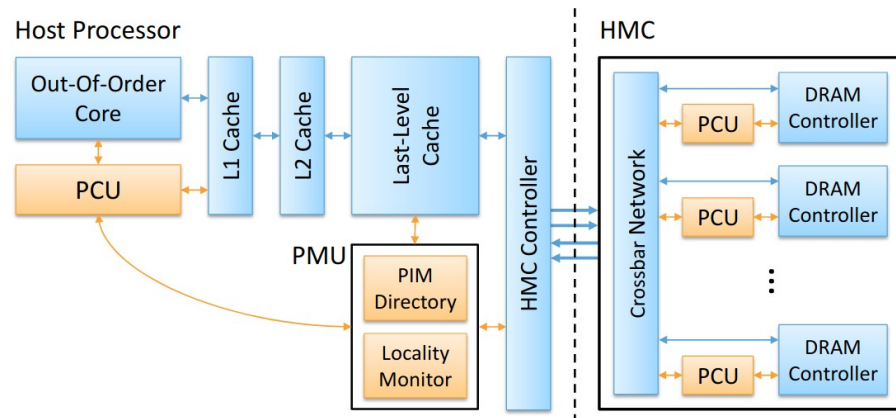 Host Processor
HMC
Out-Of-Order
Core
PCU
L1 Cache
L2 Cache
Last-Level
Cache
HMC Controller
PMU
PIM
Directory
Locality
Monitor
Crossbar Network
PCU
DRAM
Controller
PCU
DRAM
Controller
...
PCU
DRAM
Controller